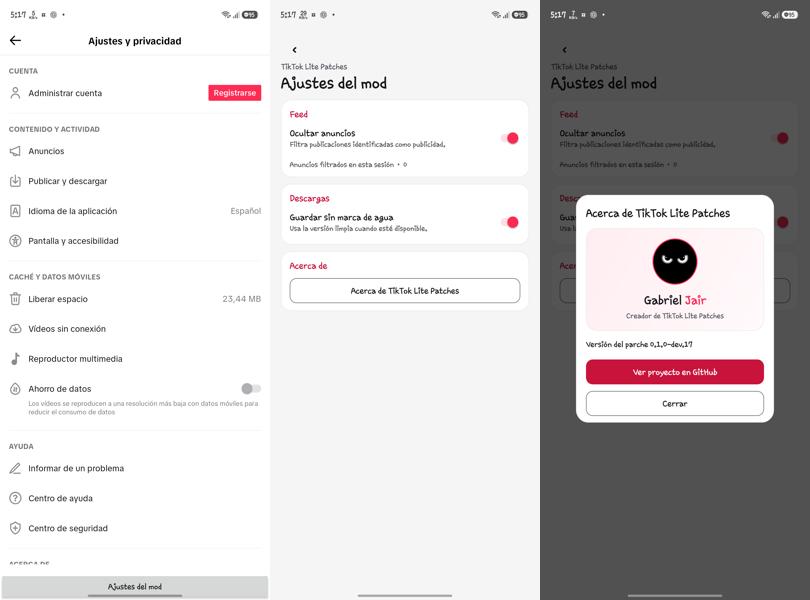 5:17
95
Ajustes y privacidad
CUENTA
Administrar cuenta
Registrarse
CONTENIDO Y ACTIVIDAD
Anuncios
Publicar y descargar
Idioma de la aplicación
Español
Pantalla y accesibilidad
CACHÉ Y DATOS MÓVILES
Liberar espacio
23,44 MB
Vídeos sin conexión
Reproductor multimedia
Ahorro de datos
Los vídeos se reproducen a una resolución más baja con datos móviles para
reducir el consumo de datos
AYUDA
Informar de un problema
Centro de ayuda
Centro de seguridad
ACERCA DE
Ajustes del mod
5:17
95
TikTok Lite Patches
Ajustes del mod
Feed
Ocultar anuncios
Filtra publicaciones identificadas como publicidad.
Anuncios filtrados en esta sesión • 0
Descargas
Guardar sin marca de agua
Usa la versión limpia cuando esté disponible.
Acerca de
Acerca de TikTok Lite Patches
5:17
95
TikTok Lite Patches
Ajustes del mod
Feed
Ocultar anuncios
Filtra publicaciones identificadas como publicidad.
Anuncios filtrados en esta sesión • 0
Acerca de TikTok Lite Patches
Gabriel Jair
Creador de TikTok Lite Patches
Versión del parche 0.1.0-dev.17
Ver proyecto en GitHub
Cerrar